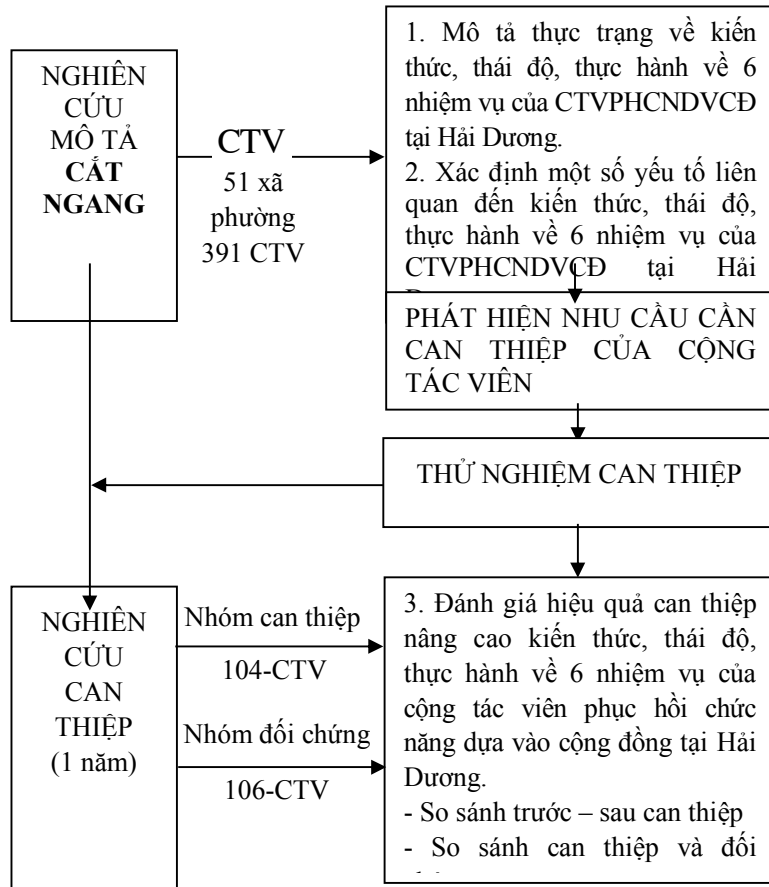 NGHIÊN
CỨU
MÔ TẢ
CẮT
NGANG
CTV
51 xã
phường
391 CTV
1. Mô tả thực trạng về kiến
thức, thái độ, thực hành về 6
nhiệm vụ của CTVPHCNDVCĐ
tại Hải Dương.
2. Xác định một số yếu tố liên
quan đến kiến thức, thái độ,
thực hành về 6 nhiệm vụ của
CTVPHCNDVCĐ tại Hải
PHÁT HIỆN NHU CẦU CẦN
CAN THIỆP CỦA CỘNG
TÁC VIÊN
THỬ NGHIỆM CAN THIỆP
NGHIÊN
CỨU
CAN
THIỆP
(1 năm)
Nhóm can thiệp
104-CTV
Nhóm đối chứng
106-CTV
3. Đánh giá hiệu quả can thiệp
nâng cao kiến thức, thái độ,
thực hành về 6 nhiệm vụ của
cộng tác viên phục hồi chức
năng dựa vào cộng đồng tại Hải
Dương.
- So sánh trước – sau can thiệp
- So sánh can thiệp và đối